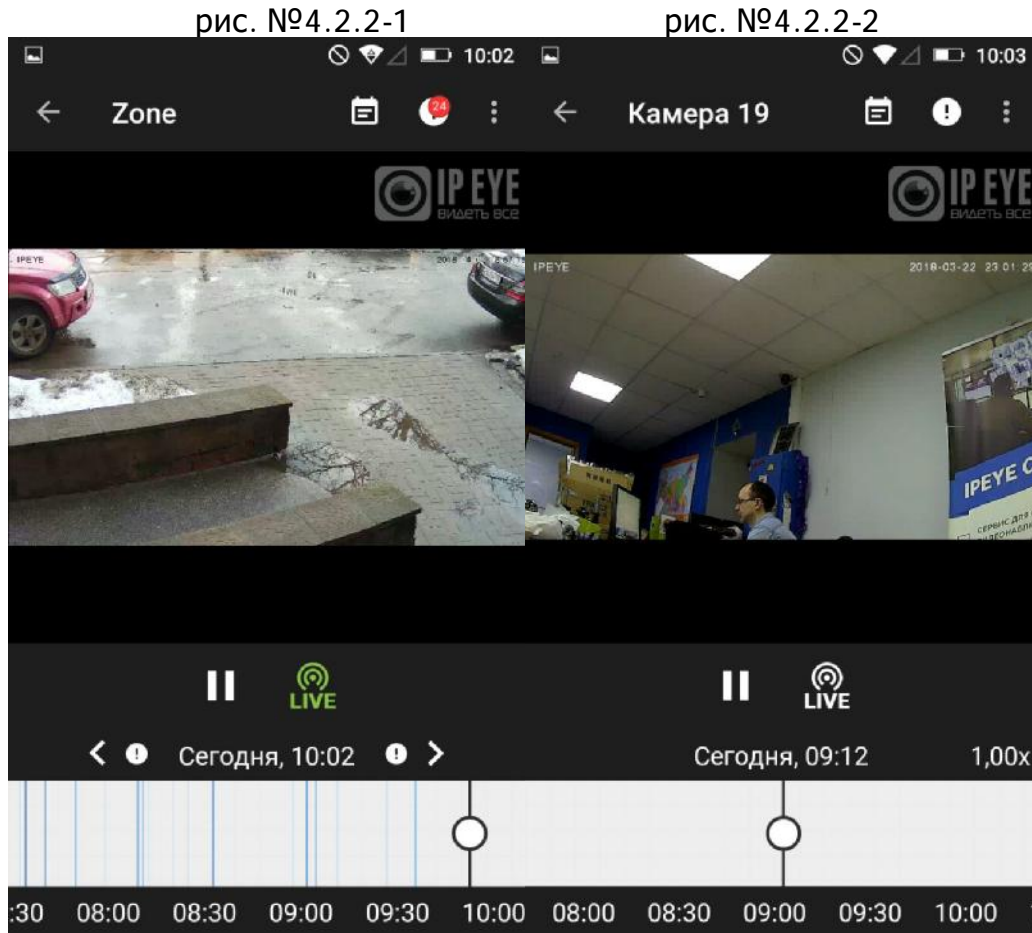 рис. №4.2.2-1
рис. №4.2.2-2
10:02
10:03
Zone
24
Камера 19
IP EYE
видеть все
IP EYE
видеть все
IPEYE
IPEYE
2018-03-22 23 01:29
IPEYE
LIVE
LIVE
Сегодня, 10:02
Сегодня, 09:12
1,00x
:30 08:00 08:30 09:00 09:30 10:00
08:00 08:30 09:00 09:30 10:00